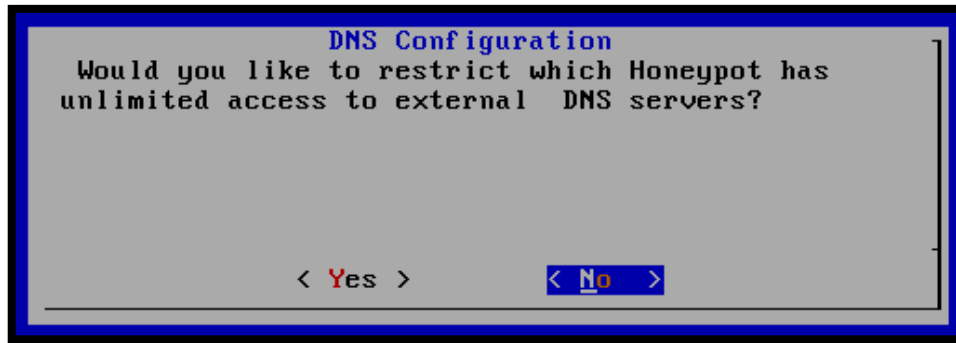 DNS Configuration
Would you like to restrict which Honeypot has
unlimited access to external  DNS servers?
< Yes > < No >